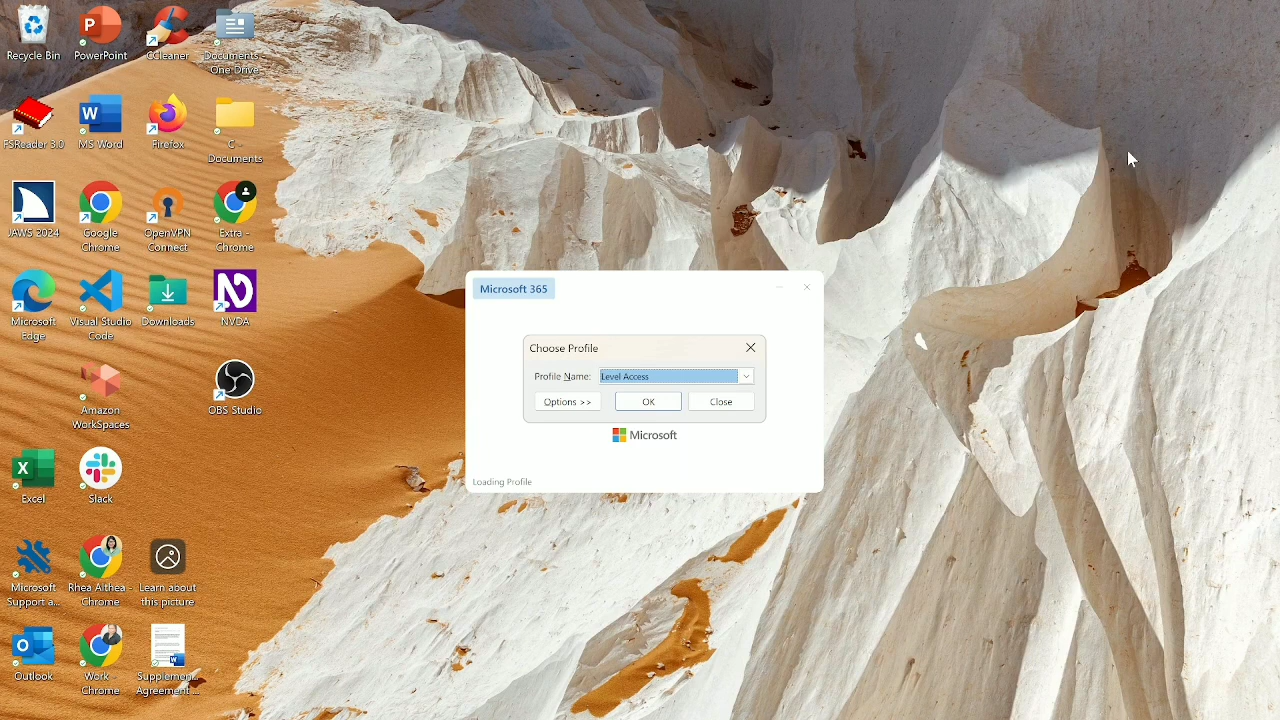 Recycle Bin
PowerPoint
CCleaner
Documents
One Drive
FSReader 3.0
MS Word
Firefox
C -
Documents
JAWS 2024
Google
Chrome
OpenVPN
Connect
Extra -
Chrome
Microsoft
Edge
Visual Studio
Code
Downloads
NVDA
Amazon
WorkSpaces
OBS Studio
Excel
Slack
Microsoft
Support a...
Rhea Althea -
Chrome
Learn about
this picture
Outlook
Work -
Chrome
Supplemen...
Agreement ...
Microsoft 365
Choose Profile
Profile Name:
Level Access
Options >>
OK
Close
Microsoft
Loading Profile